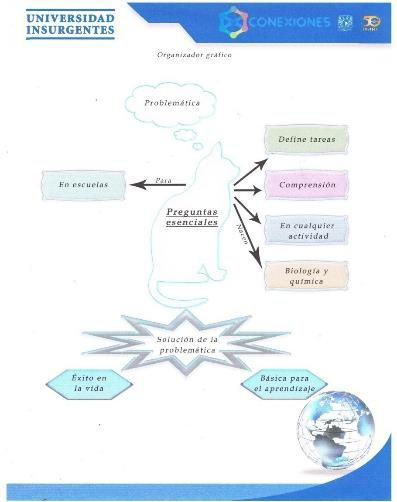 UNIVERSIDAD
INSURGENTES
CONEXIONES
Organizador gráfico
Problemática
Define tareas
En escuelas
Para
Comprensión
Preguntas
esenciales
En cualquier
actividad
Nacen
Biología y
química
Solución de la
problemática
Éxito en
la vida
Básica para
el aprendizaje